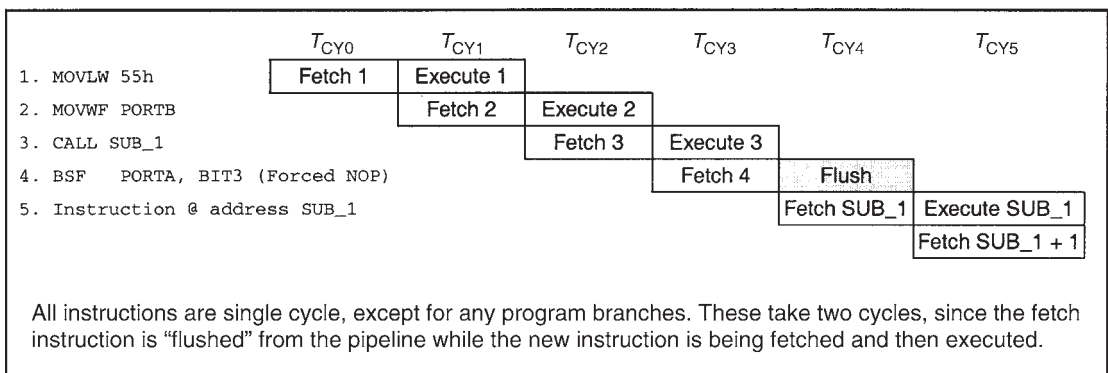 TCY0 TCY1 TCY2 TCY3 TCY4 TCY5
1. MOVLW 55h Fetch 1 Execute 1
2. MOVWF PORTB Fetch 2 Execute 2
3. CALL SUB_1 Fetch 3 Execute 3
4. BSF PORTA, BIT3 (Forced NOP) Fetch 4 Flush
5. Instruction @ address SUB_1 Fetch SUB_1 Execute SUB_1
Fetch SUB_1 + 1
All instructions are single cycle, except for any program branches. These take two cycles, since the fetch
instruction is “flushed” from the pipeline while the new instruction is being fetched and then executed.